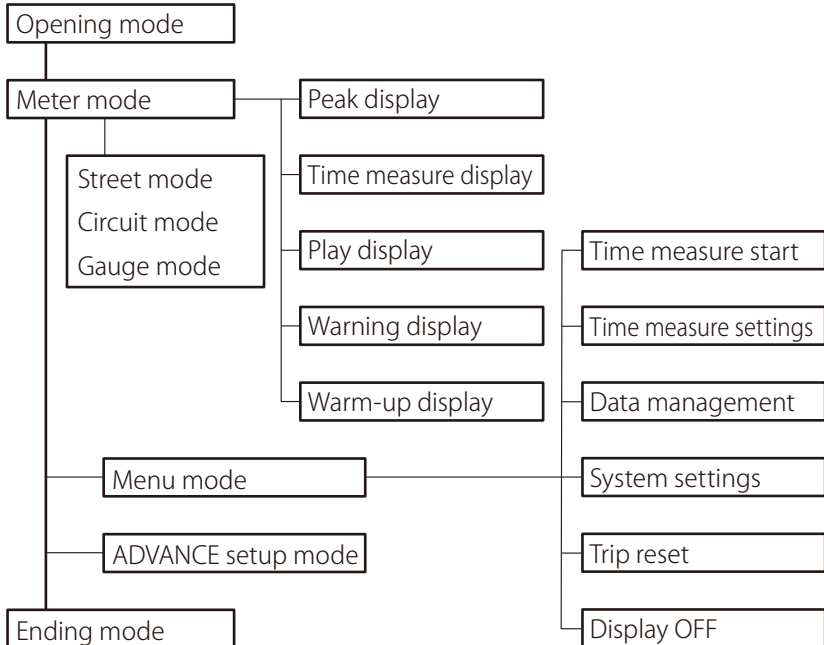 Opening mode
Meter mode
Peak display
Street mode
Circuit mode
Gauge mode
Time measure display
Play display
Warning display
Warm-up display
Time measure start
Time measure settings
Data management
Menu mode
System settings
ADVANCE setup mode
Trip reset
Ending mode
Display OFF